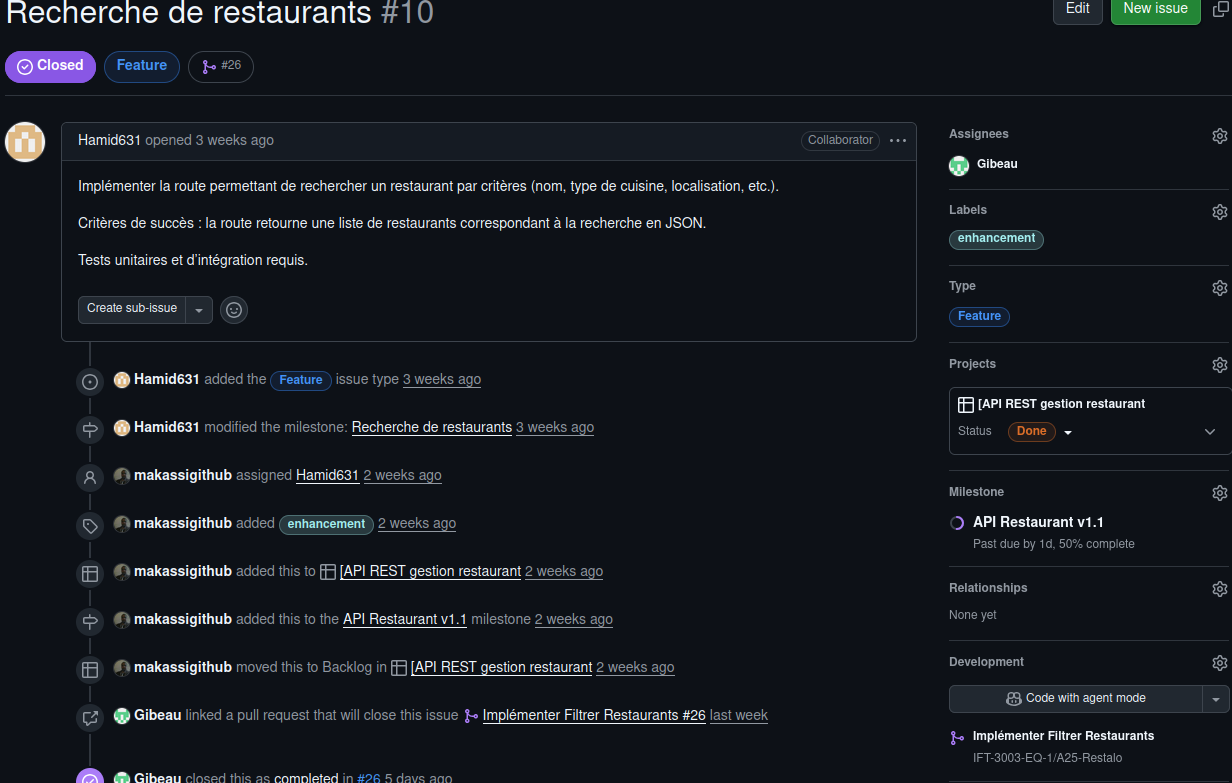 Recherche de restaurants #10
Edit
New issue
Closed
Feature
#26
Hamid631 opened 3 weeks ago
Collaborator
Implémenter la route permettant de rechercher un restaurant par critères (nom, type de cuisine, localisation, etc.).
Critères de succès : la route retourne une liste de restaurants correspondant à la recherche en JSON.
Tests unitaires et d'intégration requis.
Create sub-issue
Hamid631 added the Feature issue type 3 weeks ago
Hamid631 modified the milestone: Recherche de restaurants 3 weeks ago
makassigithub assigned Hamid631 2 weeks ago
makassigithub added enhancement 2 weeks ago
makassigithub added this to [API REST gestion restaurant 2 weeks ago
makassigithub added this to the API Restaurant v1.1 milestone 2 weeks ago
makassigithub moved this to Backlog in [API REST gestion restaurant 2 weeks ago
Gibeau linked a pull request that will close this issue Implémenter Filtrer Restaurants #26 last week
Gibeau closed this as completed in #26 5 days ago
Assignees
Gibeau
Labels
enhancement
Type
Feature
Projects
[API REST gestion restaurant
Status Done
Milestone
API Restaurant v1.1
Past due by 1d, 50% complete
Relationships
None yet
Development
Code with agent mode
Implémenter Filtrer Restaurants
IFT-3003-EQ-1/A25-Restalo